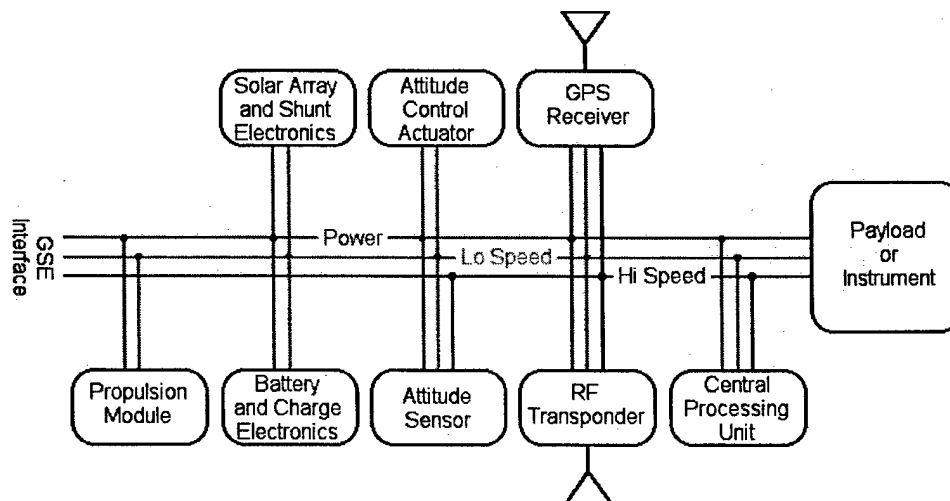 Solar Array
and Shunt
Electronics
Attitude
Control
Actuator
GPS
Receiver
GSE
Interface
Power
Lo Speed
Hi Speed
Payload
or
Instrument
Propulsion
Module
Battery
and Charge
Electronics
Attitude
Sensor
RF
Transponder
Central
Processing
Unit